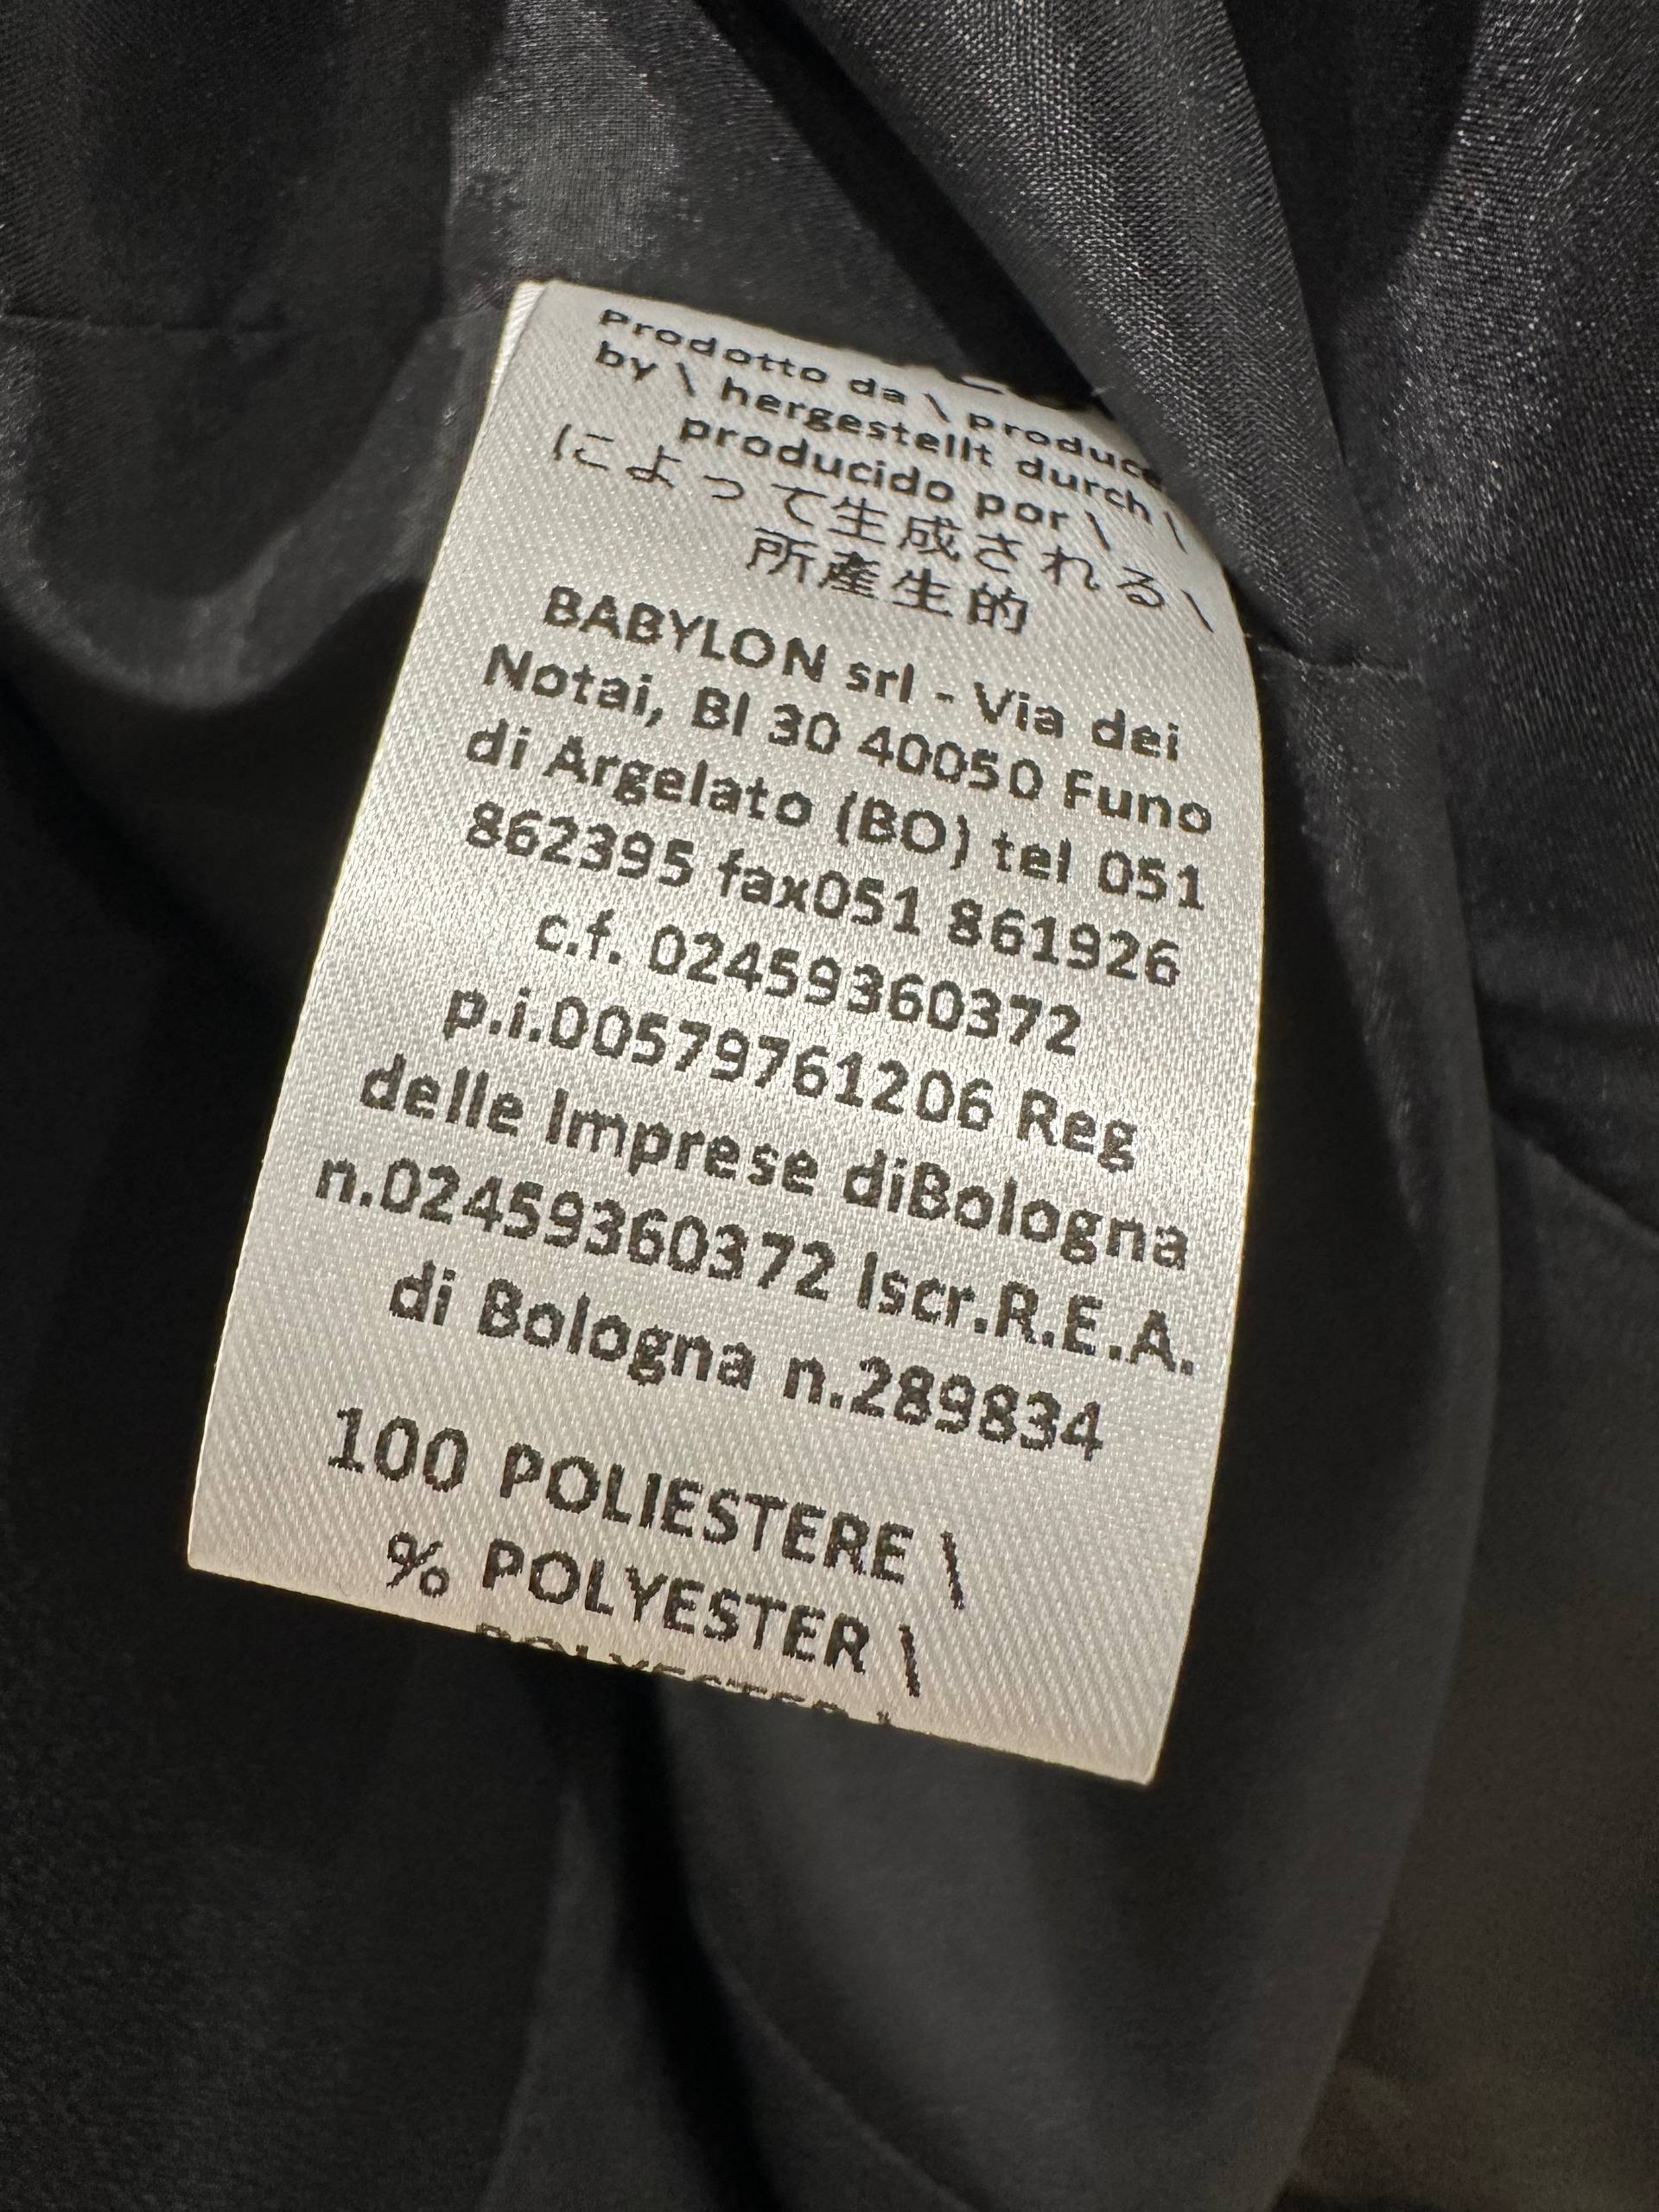 Prodotto da \ produce
by \ hergestellt durch \
producido por \
によって生成される \
所產生的
BABYLON srl - Via dei
Notai, Bl 30 40050 Funo
di Argelato (BO) tel 051
862395 fax051 861926
c.f. 02459360372
p.i.00579761206 Reg
delle Imprese diBologna
n.02459360372 Iscr.R.E.A.
di Bologna n.289834
100 POLIESTERE \
% POLYESTER \
POLYESTER \